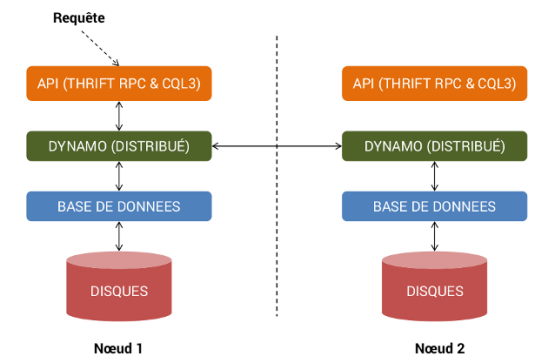 Requête
API (THRIFT RPC & CQL3)
API (THRIFT RPC & CQL3)
DYNAMO (DISTRIBUÉ)
DYNAMO (DISTRIBUÉ)
BASE DE DONNEES
BASE DE DONNEES
DISQUES
DISQUES
Nœud 1
Nœud 2